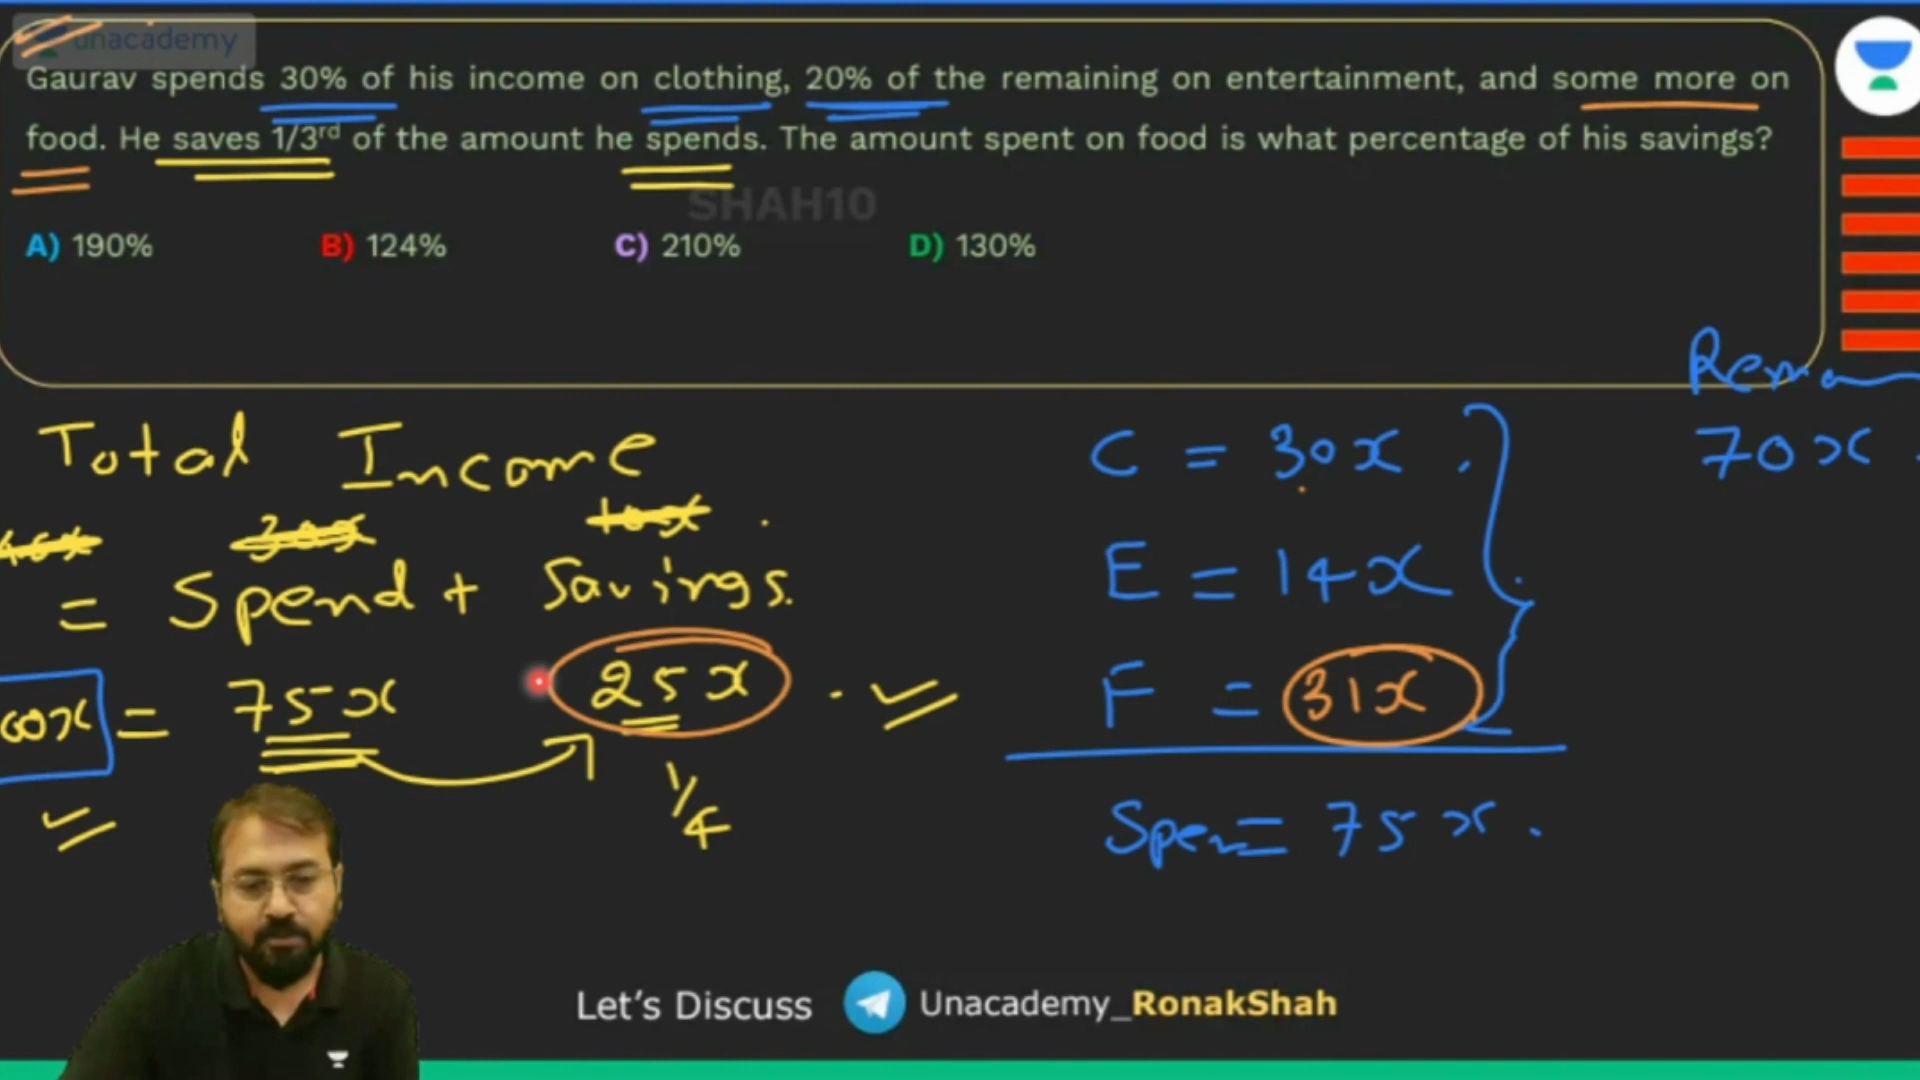 unacademy
Gaurav spends 30% of his income on clothing, 20% of the remaining on entertainment, and some more on
food. He saves 1/3rd of the amount he spends. The amount spent on food is what percentage of his savings?
SHAH10
A) 190% B) 124% C) 210% D) 130%
Total Income
= Spend + Savings.
00x = 75x 25x
1/4
C = 30x
E = 14x
F = 31x
Spen = 75x.
70x
Let's Discuss Unacademy_RonakShah